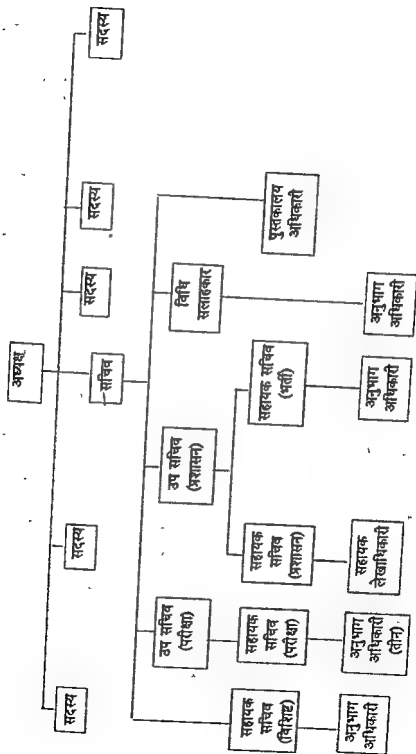 अध्यक्ष
सदस्य
सदस्य
सचिव
सदस्य
सदस्य
सदस्य
सहायक
सचिव
(विशिष्ट)
उप सचिव
(परीक्षा)
उप सचिव
(प्रशासन)
विधि
सलाहकार
पुस्तकालय
अधिकारी
सहायक
सचिव
(परीक्षा)
सहायक
सचिव
(प्रशासन)
सहायक सचिव
(भर्ती)
अनुभाग
अधिकारी
अनुभाग
अधिकारी
(तीन)
सहायक
लेखाधिकारी
अनुभाग
अधिकारी
अनुभाग
अधिकारी